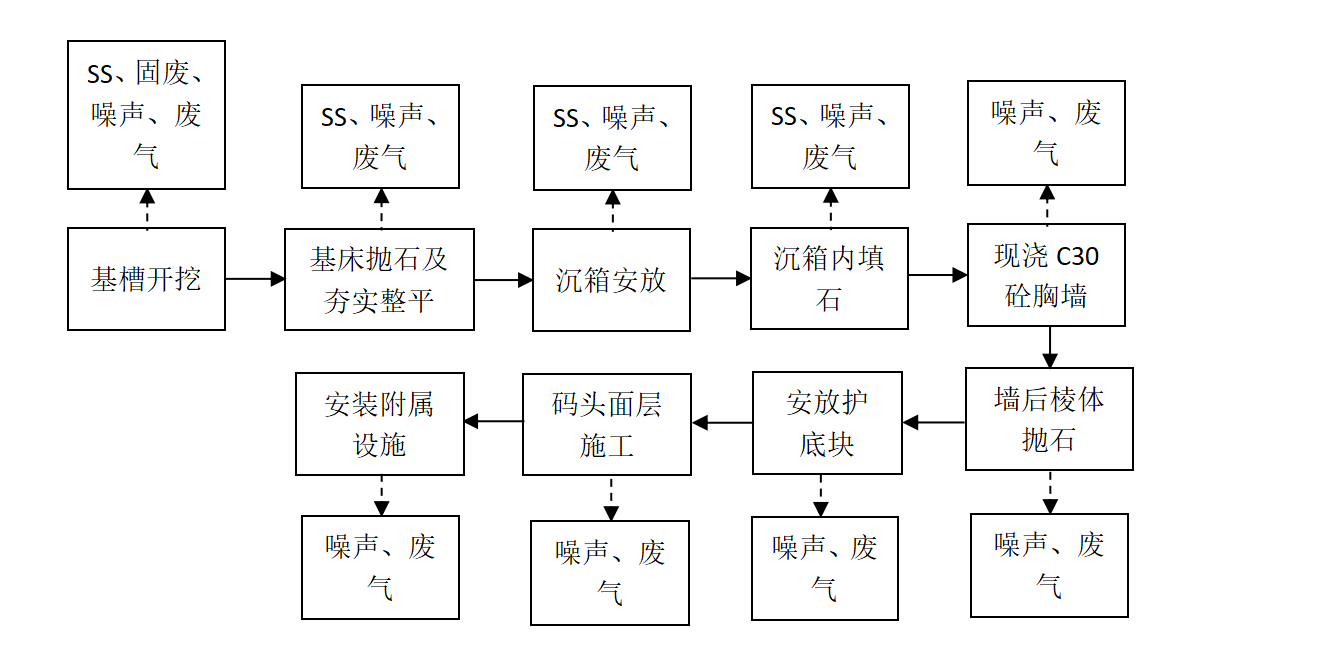 SS、固废、
噪声、废
气
SS、噪声、
废气
SS、噪声、
废气
SS、噪声、
废气
噪声、废
气
基槽开挖
基床抛石及
夯实整平
沉箱安放
沉箱内填
石
现浇 C30
砼胸墙
安装附属
设施
码头面层
施工
安放护
底块
墙后棱体
抛石
噪声、废
气
噪声、废
气
噪声、废
气
噪声、废
气